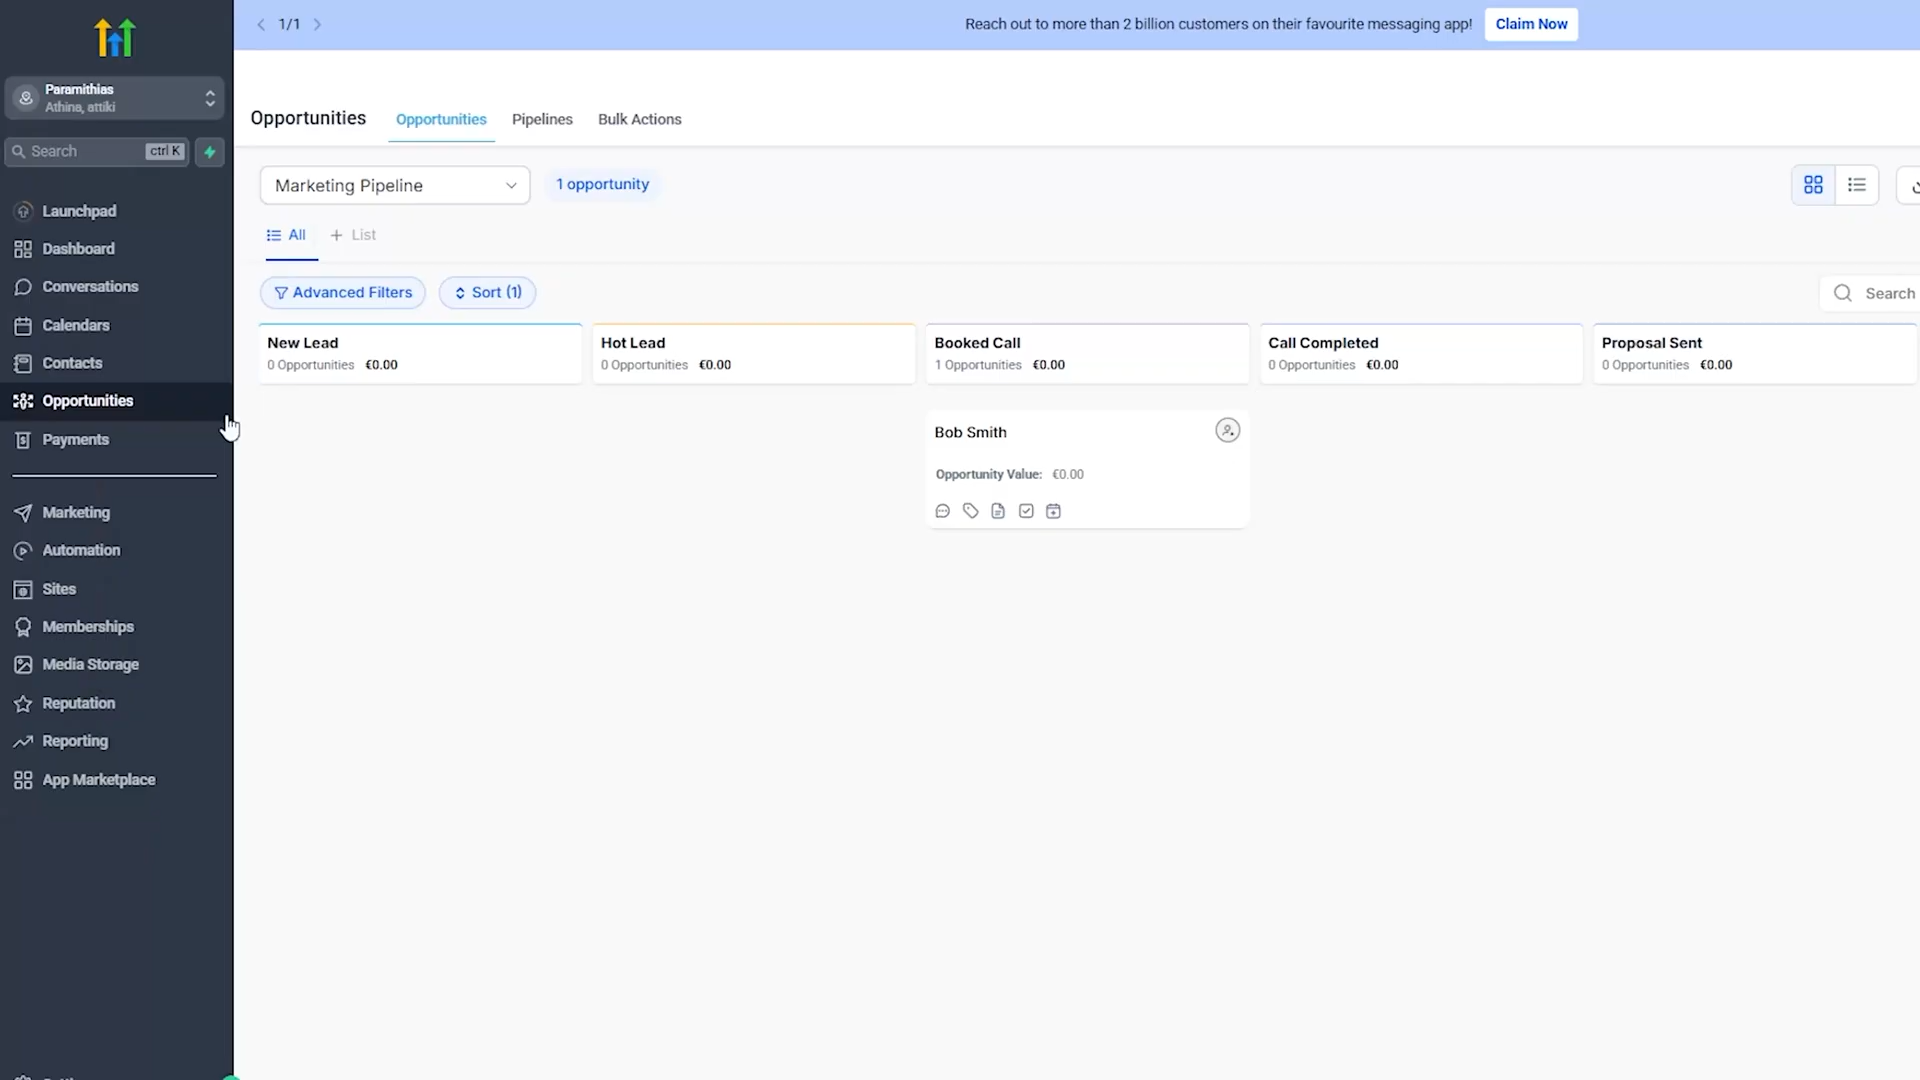 1/1
Reach out to more than 2 billion customers on their favourite messaging app!
Claim Now
Paramithias
Athina, attiki
Search
ctrl K
Launchpad
Dashboard
Conversations
Calendars
Contacts
Opportunities
Payments
Marketing
Automation
Sites
Memberships
Media Storage
Reputation
Reporting
App Marketplace
Opportunities
Opportunities
Pipelines
Bulk Actions
Marketing Pipeline
1 opportunity
All
+ List
Advanced Filters
Sort (1)
Search
New Lead
0 Opportunities €0.00
Hot Lead
0 Opportunities €0.00
Booked Call
1 Opportunities €0.00
Call Completed
0 Opportunities €0.00
Proposal Sent
0 Opportunities €0.00
Bob Smith
Opportunity Value: €0.00